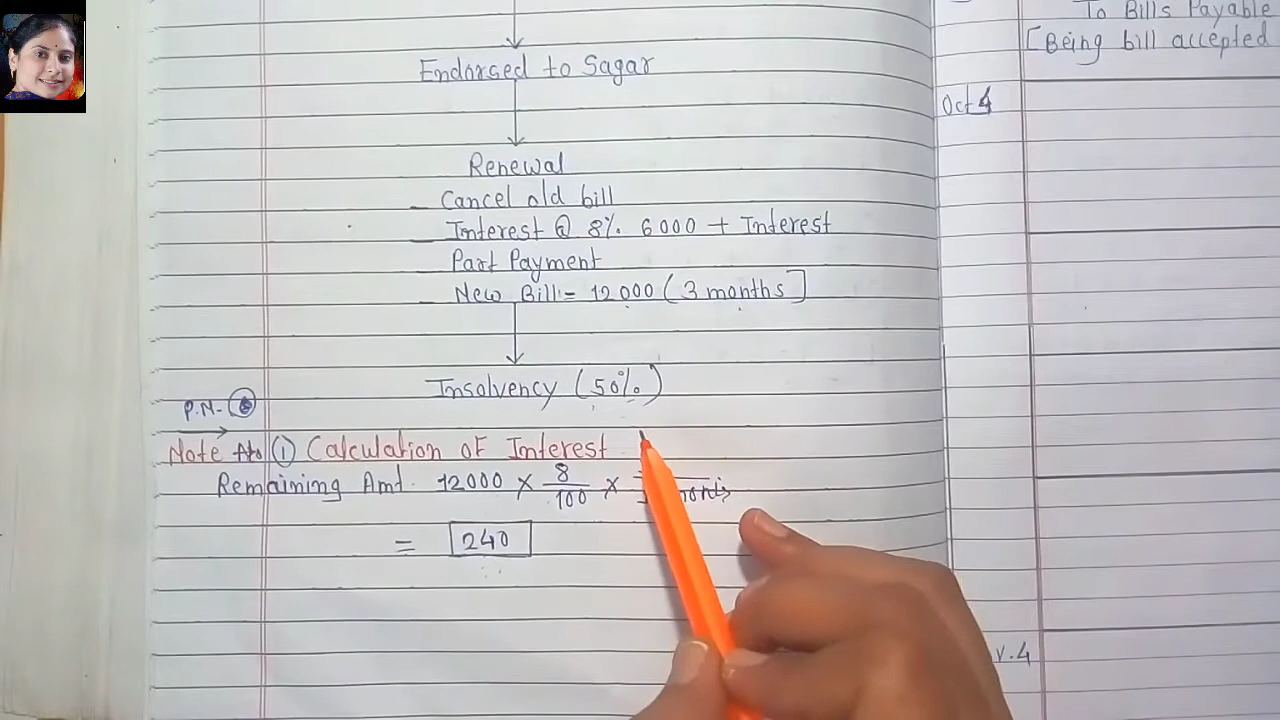 Endorsed to Sagar
Renewal
Cancel old bill
Interest @ 8% 6000 + Interest
Part Payment
New Bill = 12000 (3 months]
Insolvency (50%)
P.N-
Note No ① Calculation of Interest
Remaining Amt. 12000 × 8/100 ×
= 240
To Bills Payable
[Being bill accepted
Oct 4
v.4